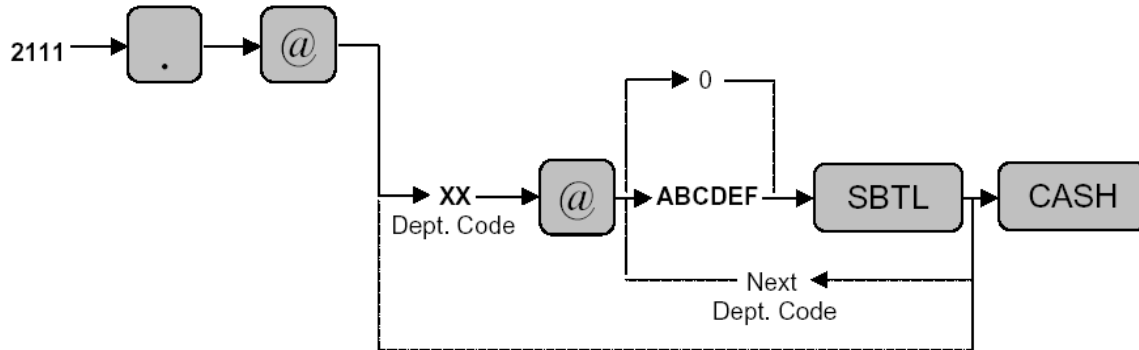 2111
.
@
0
XX
@
ABCDEF
SBTL
CASH
Dept. Code
Next
Dept. Code